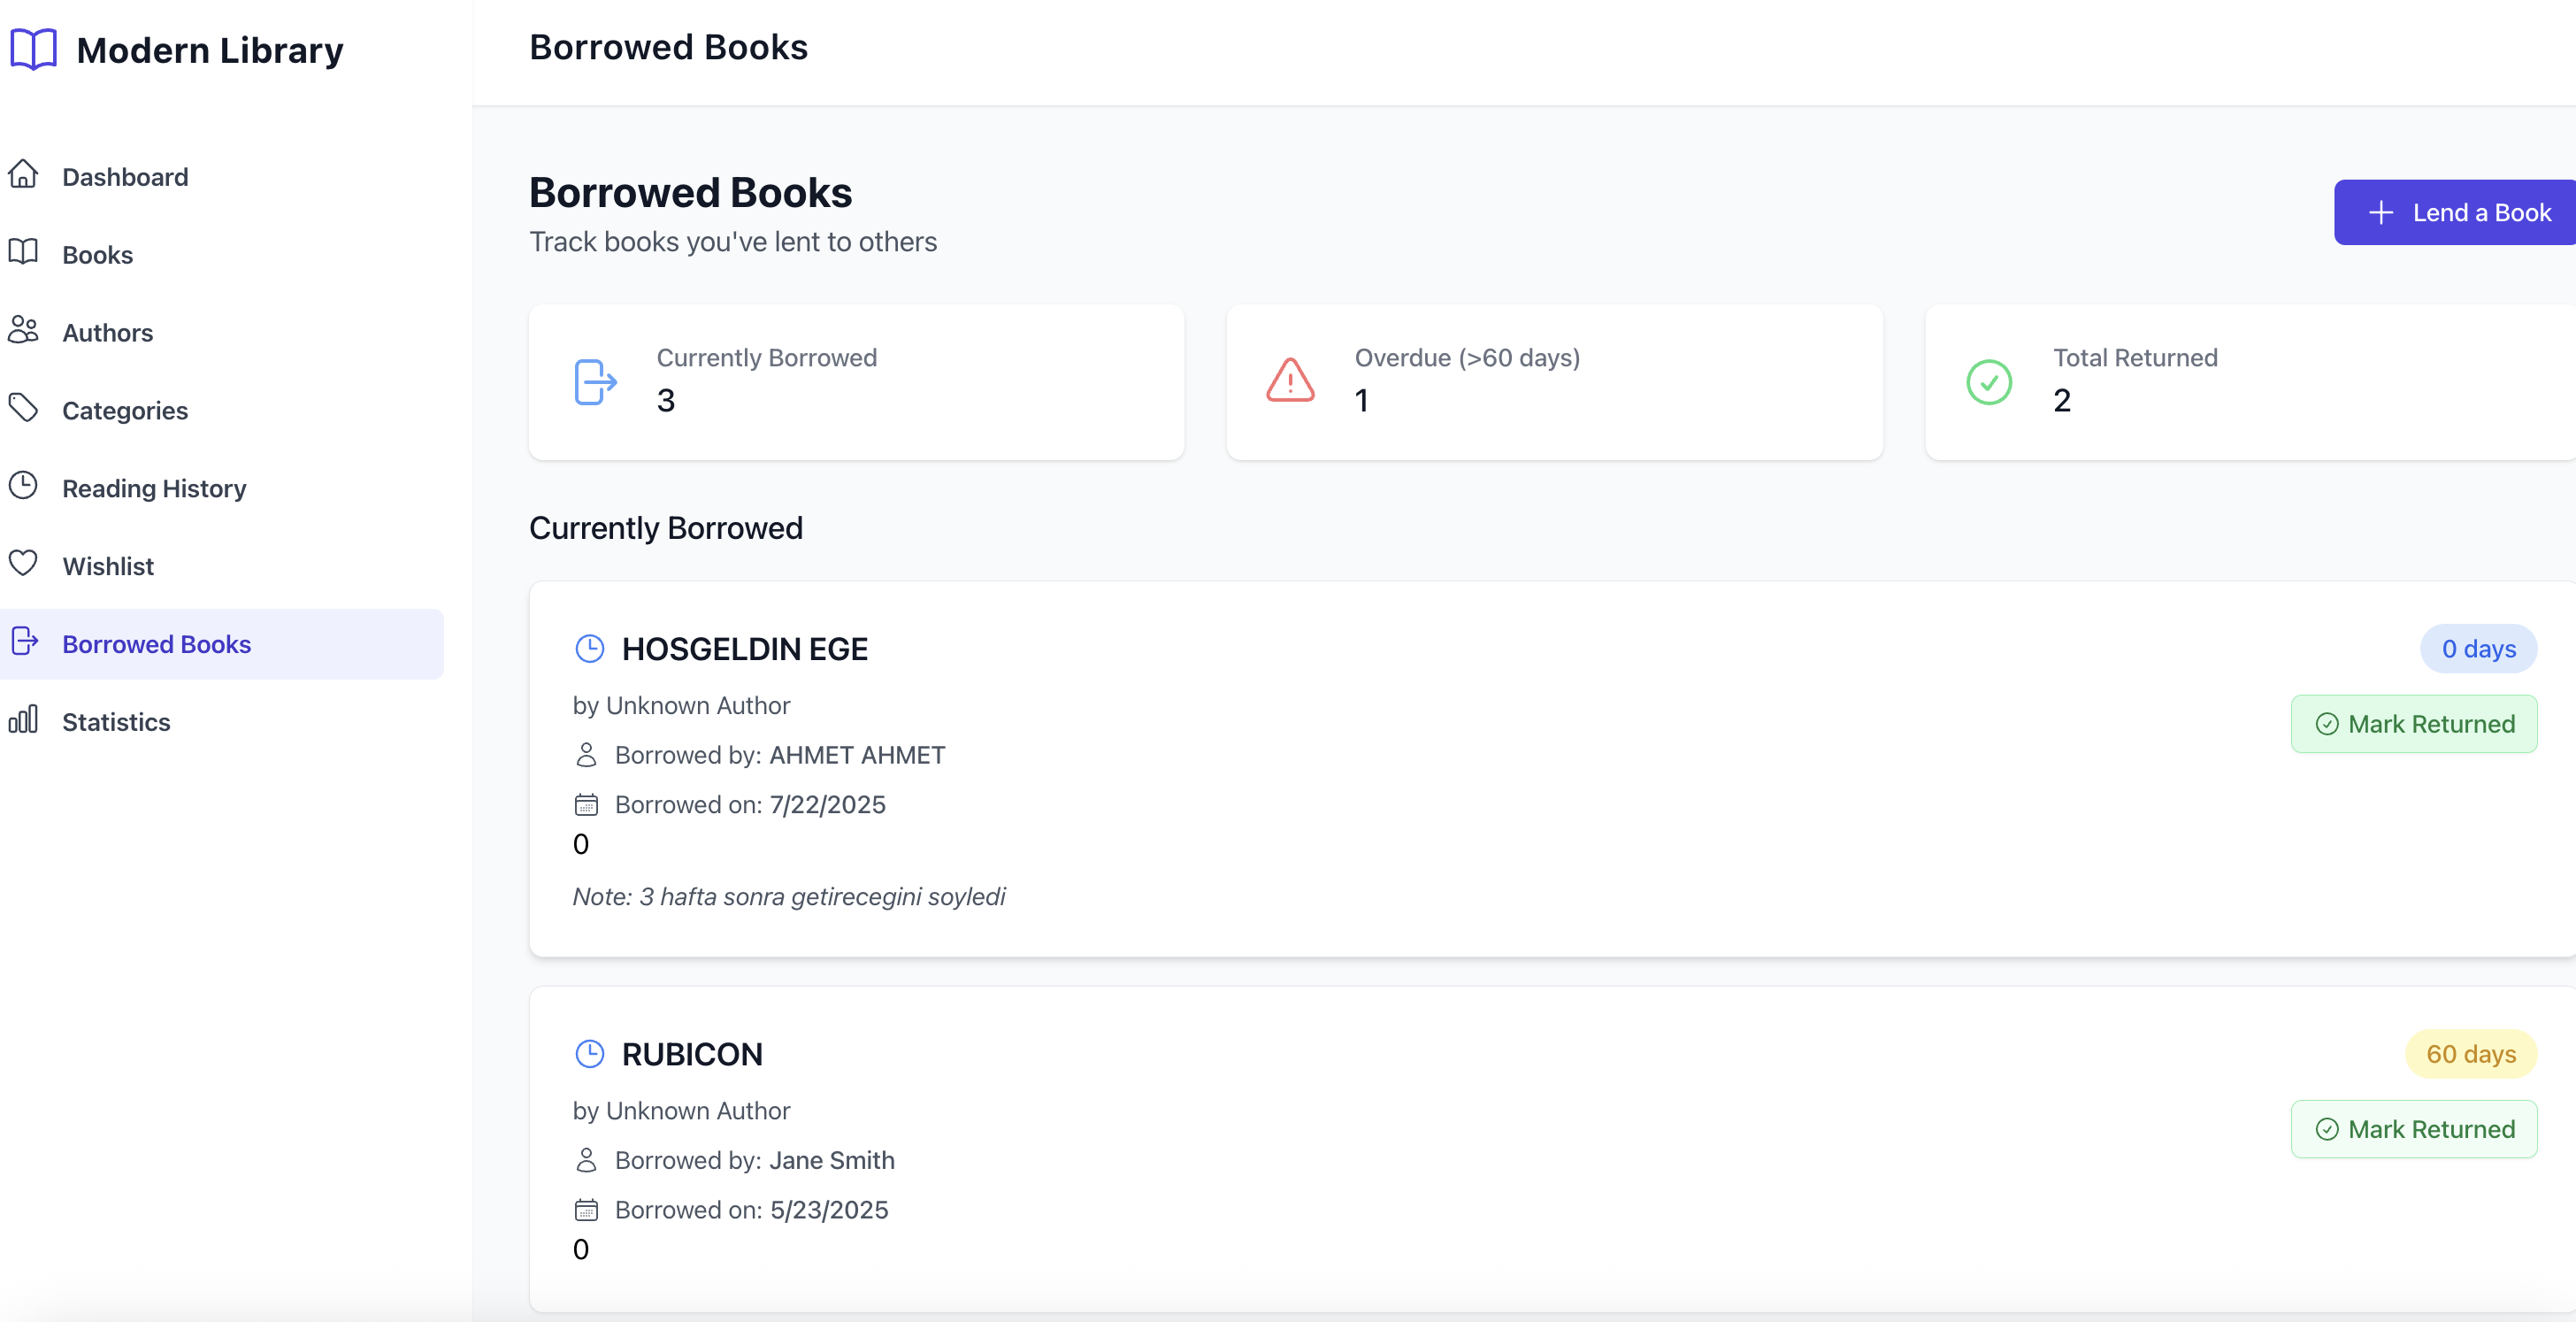 Modern Library
Dashboard
Books
Authors
Categories
Reading History
Wishlist
Borrowed Books
Statistics
Borrowed Books
Borrowed Books
Track books you've lent to others
Lend a Book
Currently Borrowed
3
Overdue (>60 days)
1
Total Returned
2
Currently Borrowed
HOSGELDIN EGE
0 days
by Unknown Author
Mark Returned
Borrowed by: AHMET AHMET
Borrowed on: 7/22/2025
0
Note: 3 hafta sonra getirecegini soyledi
RUBICON
60 days
by Unknown Author
Mark Returned
Borrowed by: Jane Smith
Borrowed on: 5/23/2025
0